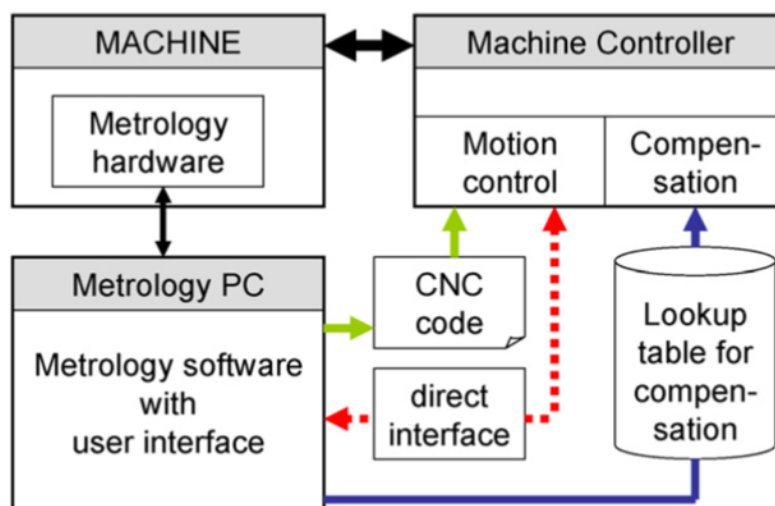 MACHINE
Metrology
hardware
Machine Controller
Motion
control
Compen-
sation
Metrology PC
Metrology software
with
user interface
CNC
code
direct
interface
Lookup
table for
compen-
sation